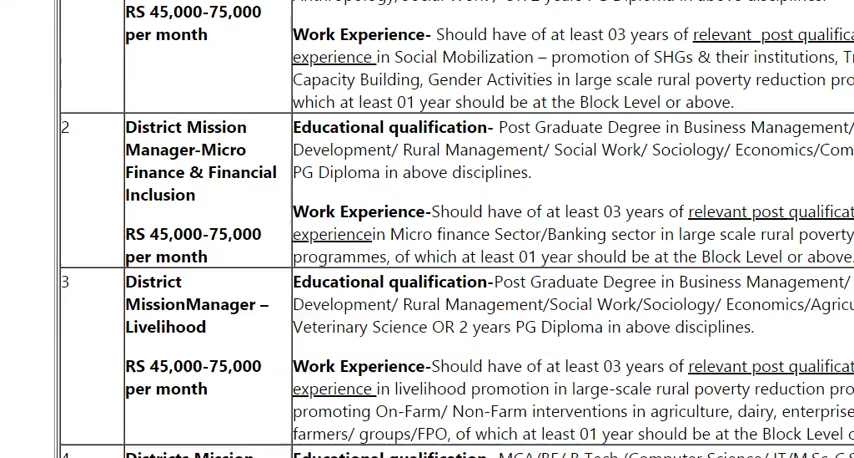 RS 45,000-75,000
per month
Work Experience- Should have of at least 03 years of relevant post
experience in Social Mobilization – promotion of SHGs & their institutions,
Capacity Building, Gender Activities in large scale rural poverty reduction
which at least 01 year should be at the Block Level or above.
2
District Mission
Manager-Micro
Finance & Financial
Inclusion
RS 45,000-75,000
per month
Educational qualification- Post Graduate Degree in Business Management/
Development/ Rural Management/ Social Work/ Sociology/ Economics/
PG Diploma in above disciplines.
Work Experience-Should have of at least 03 years of relevant post
experiencein Micro finance Sector/Banking sector in large scale rural poverty
programmes, of which at least 01 year should be at the Block Level or above.
3
District
MissionManager –
Livelihood
RS 45,000-75,000
per month
Educational qualification-Post Graduate Degree in Business Management/
Development/ Rural Management/Social Work/Sociology/ Economics/
Veterinary Science OR 2 years PG Diploma in above disciplines.
Work Experience-Should have of at least 03 years of relevant post
experience in livelihood promotion in large-scale rural poverty reduction
promoting On-Farm/ Non-Farm interventions in agriculture, dairy,
farmers/ groups/FPO, of which at least 01 year should be at the Block Level